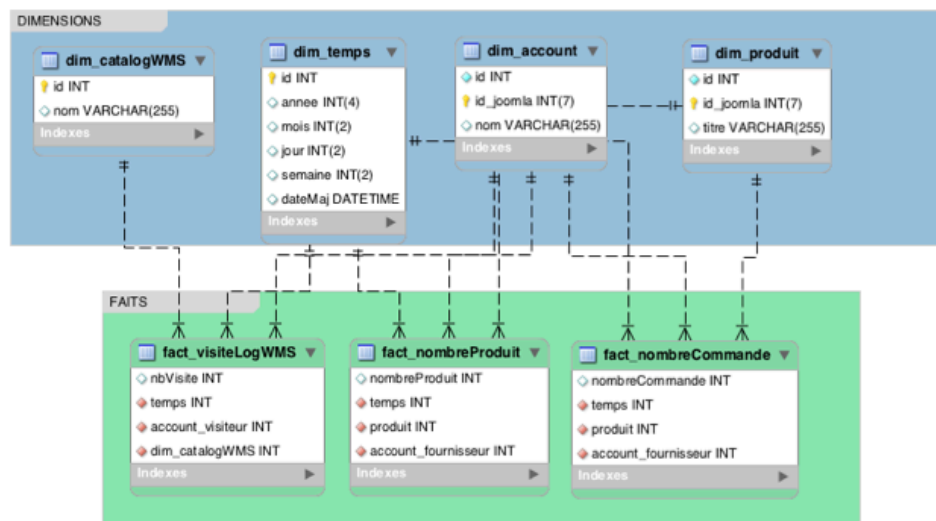 DIMENSIONS
dim_catalogWMS
id INT
nom VARCHAR(255)
Indexes
dim_temps
id INT
annee INT(4)
mois INT(2)
jour INT(2)
semaine INT(2)
dateMaj DATETIME
Indexes
dim_account
id INT
id_joomla INT(7)
nom VARCHAR(255)
Indexes
dim_produit
id INT
id_joomla INT(7)
titre VARCHAR(255)
Indexes
FAITS
fact_visiteLogWMS
nbVisite INT
temps INT
account_visiteur INT
dim_catalogWMS INT
Indexes
fact_nombreProduit
nombreProduit INT
temps INT
produit INT
account_fournisseur INT
Indexes
fact_nombreCommande
nombreCommande INT
temps INT
produit INT
account_fournisseur INT
Indexes